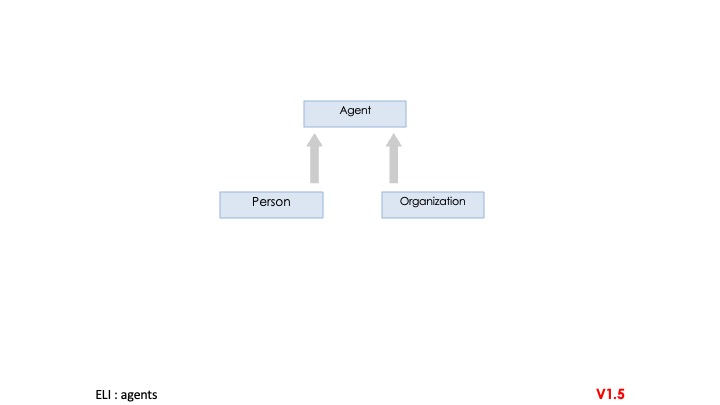 Agent
Person
Organization
ELI : agents
V1.5